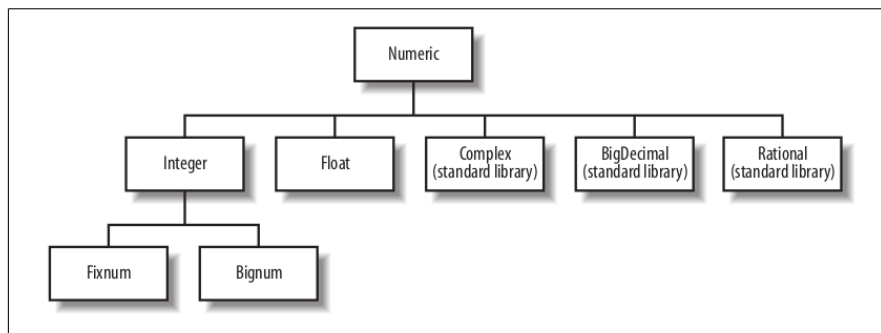 Numeric
Integer
Float
Complex
(standard library)
BigDecimal
(standard library)
Rational
(standard library)
Fixnum
Bignum